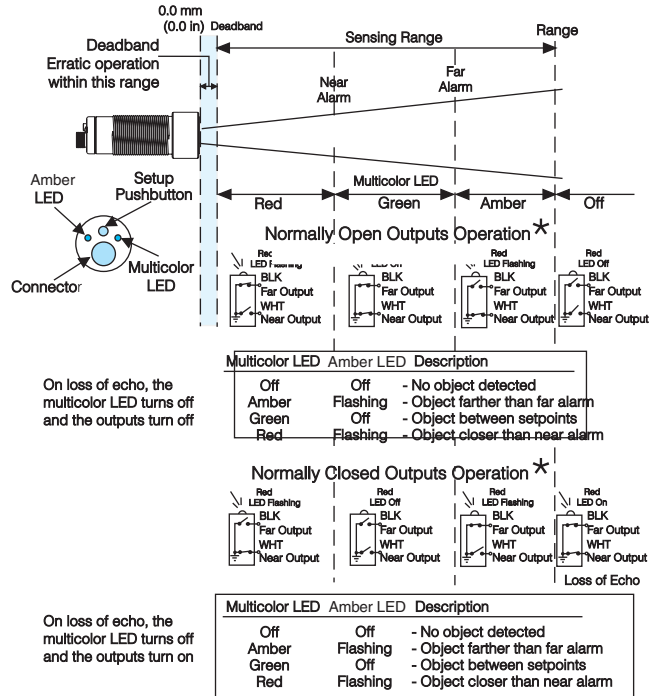 0.0 mm
(0.0 in) Deadband
Range
Sensing Range
Deadband
Erratic operation
within this range
Near
Alarm
Far
Alarm
Multicolor LED
Red Green Amber Off
Amber
LED
Setup
Pushbutton
Connector
Multicolor
LED
Normally Open Outputs Operation*
Red
LED Flashing
BLK
Far Output
WHT
Near Output
LED Off
BLK
Far Output
WHT
Near Output
Red
LED Flashing
BLK
Far Output
WHT
Near Output
Red
LED Off
BLK
Far Output
WHT
Near Output
On loss of echo, the
multicolor LED turns off
and the outputs turn off
Multicolor LED Amber LED Description
Off Off - No object detected
Amber Flashing - Object farther than far alarm
Green Off - Object between setpoints
Red Flashing - Object closer than near alarm
Normally Closed Outputs Operation*
Red
LED Flashing
BLK
Far Output
WHT
Near Output
Red
LED Off
BLK
Far Output
WHT
Near Output
Red
LED Flashing
BLK
Far Output
WHT
Near Output
Red
LED On
BLK
Far Output
WHT
Near Output
Loss of Echo
On loss of echo, the
multicolor LED turns off
and the outputs turn on
Multicolor LED Amber LED Description
Off Off - No object detected
Amber Flashing - Object farther than far alarm
Green Off - Object between setpoints
Red Flashing - Object closer than near alarm